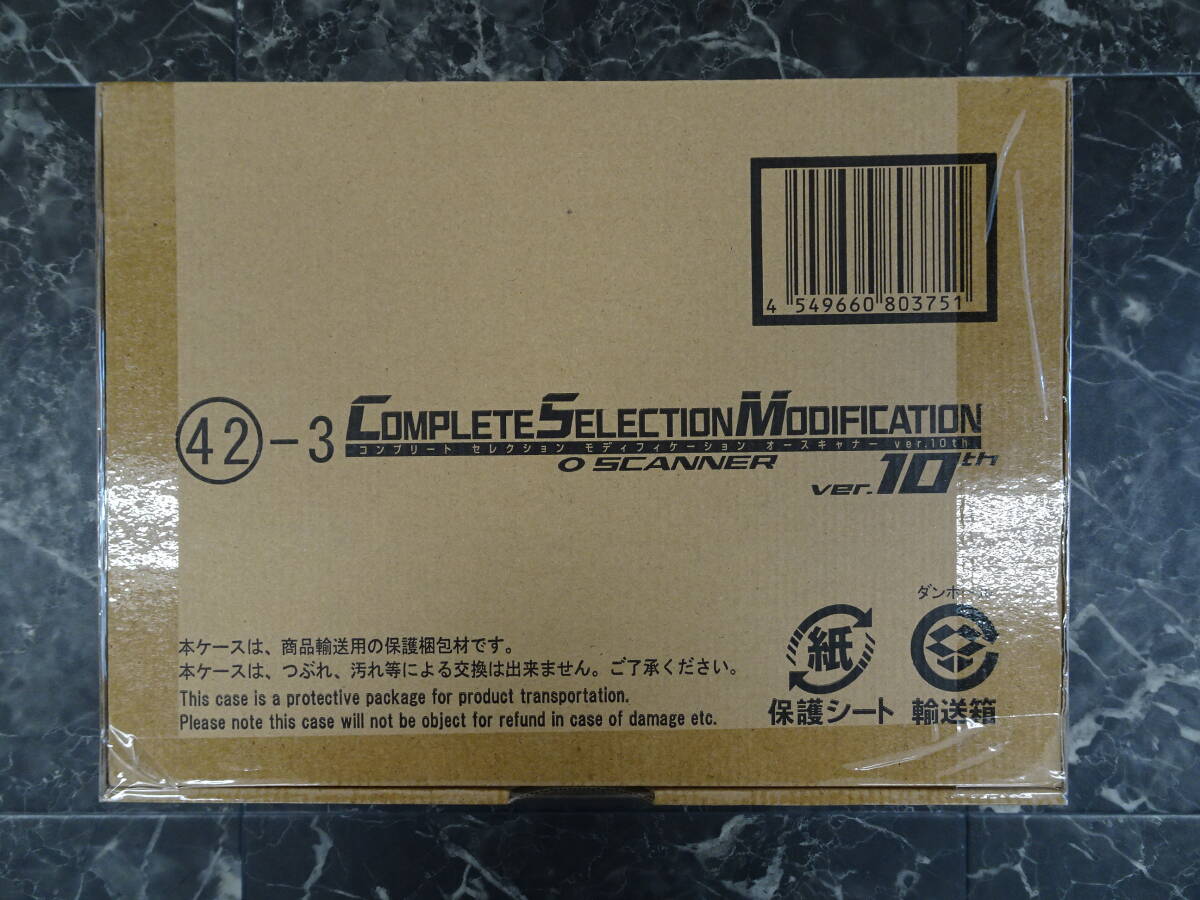 4 549660 803751
42-3
COMPLETE SELECTION MODIFICATION
コンプリート セレクション モディフィケーション オースキャナー ver.10th
O SCANNER
ver.10th
本ケースは、商品輸送用の保護梱包材です。
本ケースは、つぶれ、汚れ等による交換は出来ません。ご了承ください。
This case is a protective package for product transportation.
Please note this case will not be object for refund in case of damage etc.
紙
保護シート
ダンボール
輸送箱